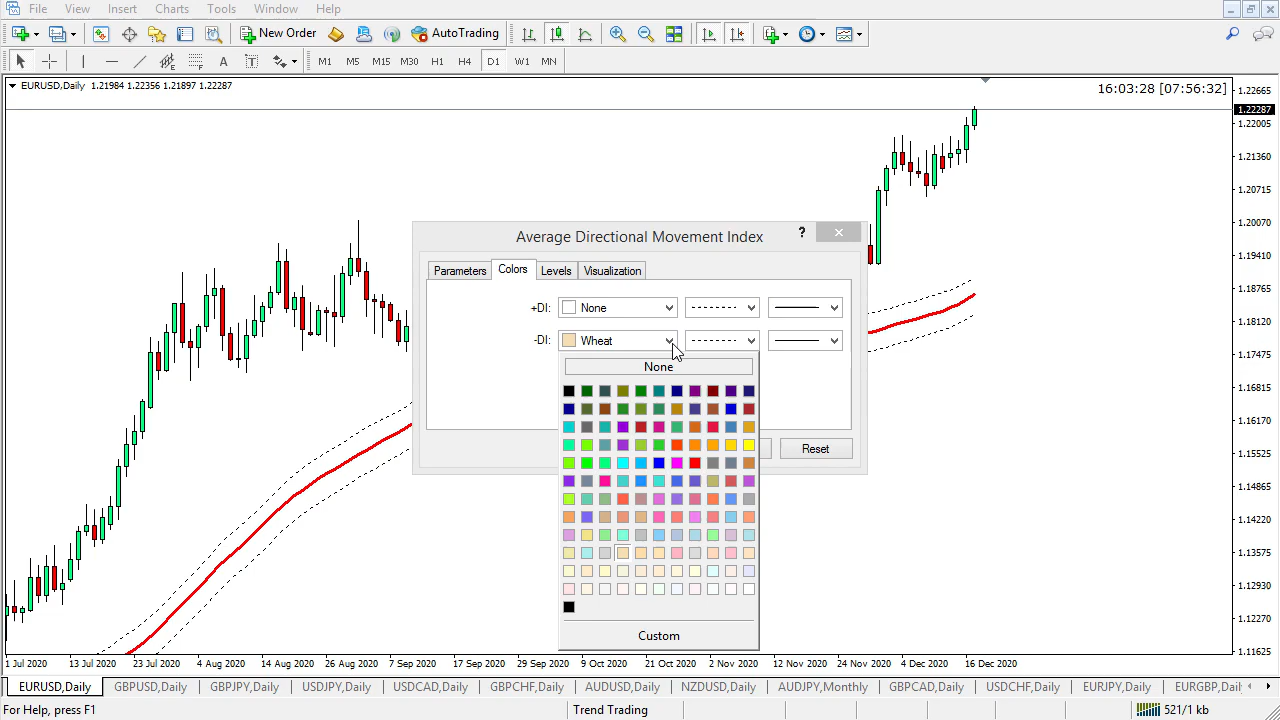 File View Insert Charts Tools Window Help
New Order AutoTrading
A T M1 M5 M15 M30 H1 H4 D1 W1 MN
EURUSD,Daily 1.21984 1.22356 1.21897 1.22287
16:03:28 [07:56:32]
1.22665
1.22287
1.22005
1.21360
1.20715
1.20070
1.19410
1.18765
1.18120
1.17475
1.16815
1.16170
1.15525
1.14865
1.14220
1.13575
1.12930
1.12270
1.11625
Average Directional Movement Index ?
Parameters Colors Levels Visualization
+DI: None
-DI: Wheat
None
Reset
Custom
1 Jul 2020 13 Jul 2020 23 Jul 2020 4 Aug 2020 14 Aug 2020 26 Aug 2020 7 Sep 2020 17 Sep 2020 29 Sep 2020 9 Oct 2020 21 Oct 2020 2 Nov 2020 12 Nov 2020 24 Nov 2020 4 Dec 2020 16 Dec 2020
EURUSD,Daily GBPUSD,Daily GBPJPY,Daily USDJPY,Daily USDCAD,Daily GBPCHF,Daily AUDUSD,Daily NZDUSD,Daily AUDJPY,Monthly GBPCAD,Daily USDCHF,Daily EURJPY,Daily EURGBP,Dail
For Help, press F1 Trend Trading 521/1 kb